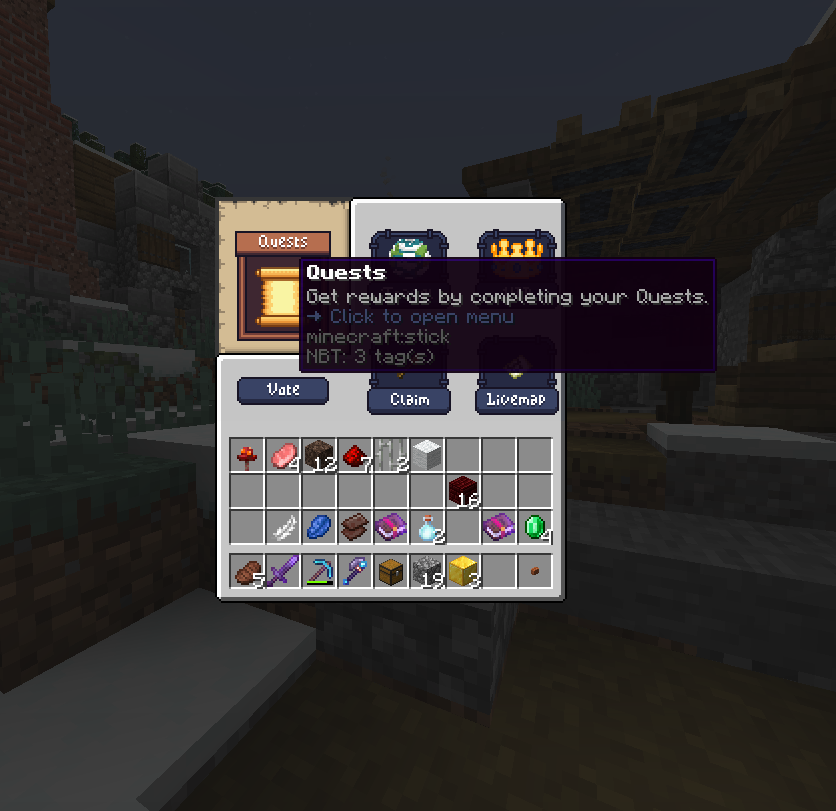 Quests
Quests
Get rewards by completing your Quests.
→ Click to open menu
minecraft:stick
NBT: 3 tag(s)
Vote
Claim
Livemap
4
12
7
2
16
2
4
5
19
3